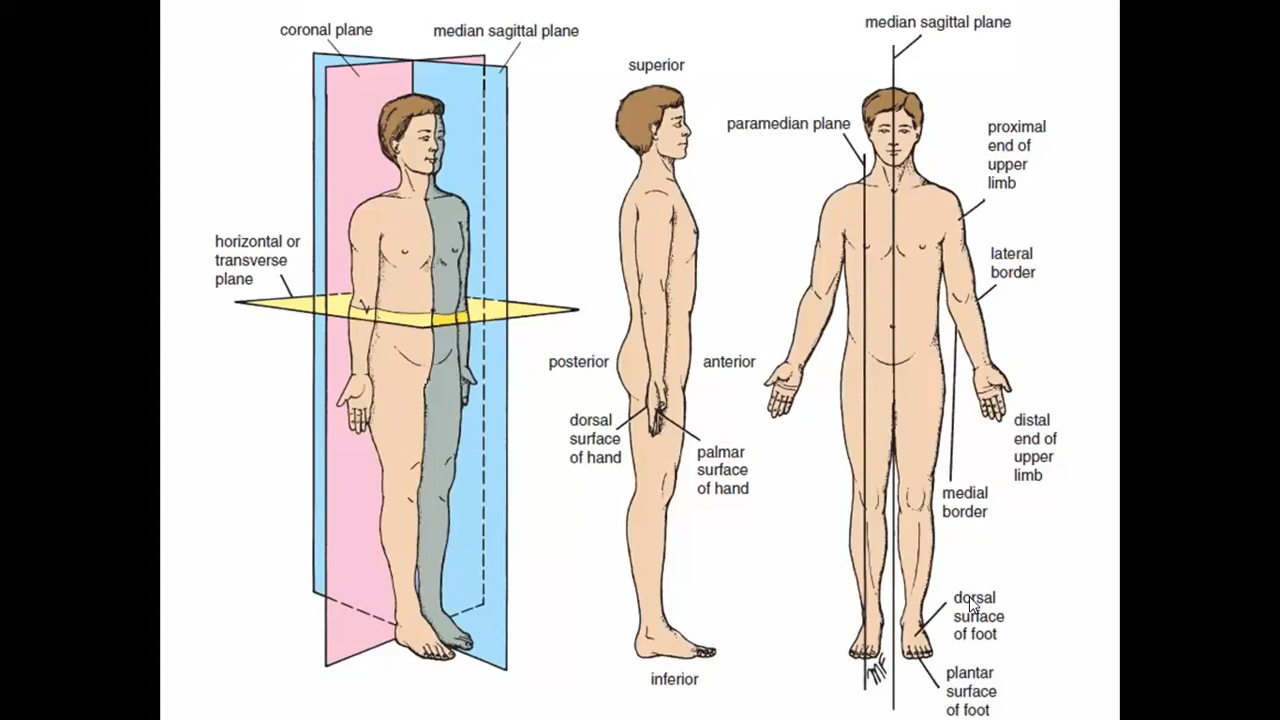 coronal plane
median sagittal plane
horizontal or
transverse
plane
superior
posterior
anterior
dorsal
surface
of hand
palmar
surface
of hand
inferior
median sagittal plane
paramedian plane
proximal
end of
upper
limb
lateral
border
distal
end of
upper
limb
medial
border
dorsal
surface
of foot
plantar
surface
of foot
MF